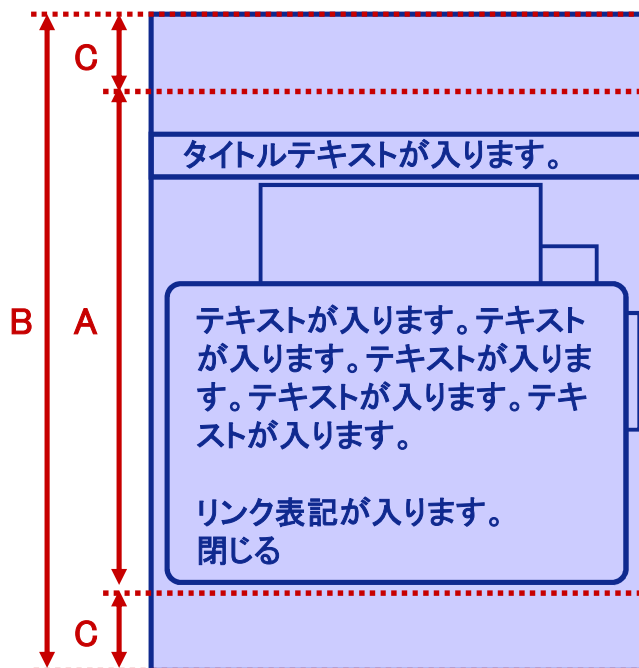 C
タイトルテキストが入ります。
B
A
テキストが入ります。テキスト
が入ります。テキストが入りま
す。テキストが入ります。テキ
ストが入ります。
リンク表記が入ります。
閉じる
C